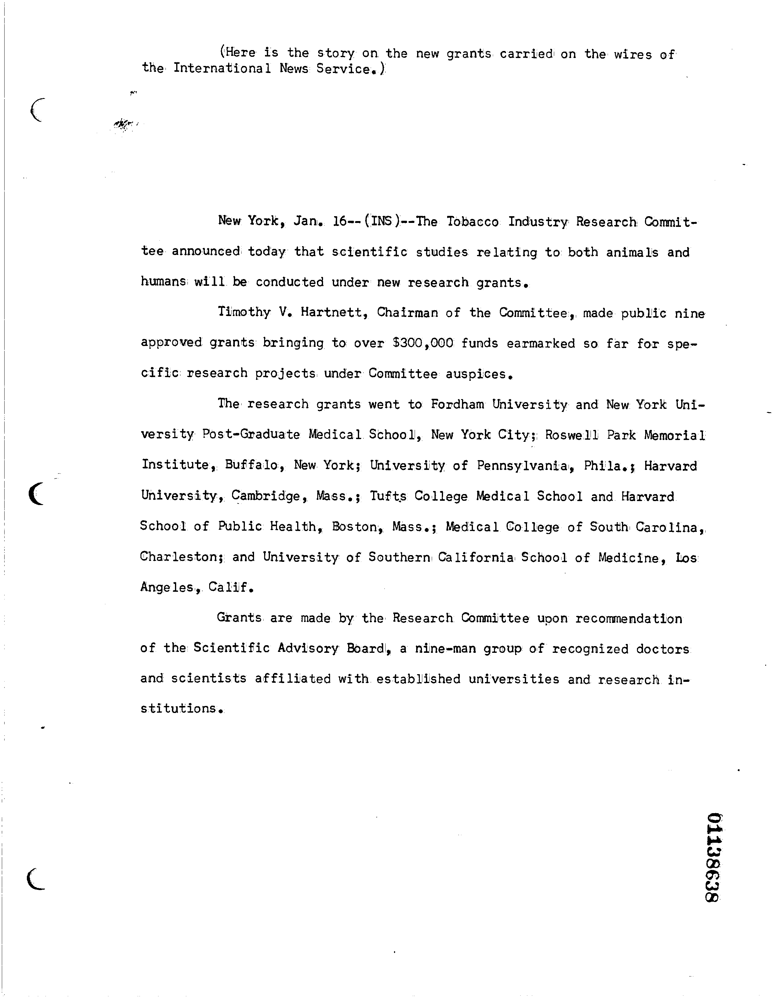 (Here is the story on the new grants carried on the wires of
the International News Service.)
New York, Jan. 16--(INS)--The Tobacco Industry Research Commit-
tee announced today that scientific studies relating to both animals and
humans will be conducted under new research grants.
Timothy V. Hartnett, Chairman of the Committee, made public nine
approved grants bringing to over $300,000 funds earmarked so far for spe-
cific research projects under Committee auspices.
The research grants went to Fordham University and New York Uni-
versity Post-Graduate Medical School, New York City; Roswell Park Memorial
Institute, Buffalo, New York; University of Pennsylvania, Phila.; Harvard
University, Cambridge, Mass.; Tufts College Medical School and Harvard
School of Public Health, Boston, Mass.; Medical College of South Carolina,
Charleston; and University of Southern California School of Medicine, Los
Angeles, Calif.
Grants are made by the Research Committee upon recommendation
of the Scientific Advisory Board, a nine-man group of recognized doctors
and scientists affiliated with established universities and research in-
stitutions.
01138638